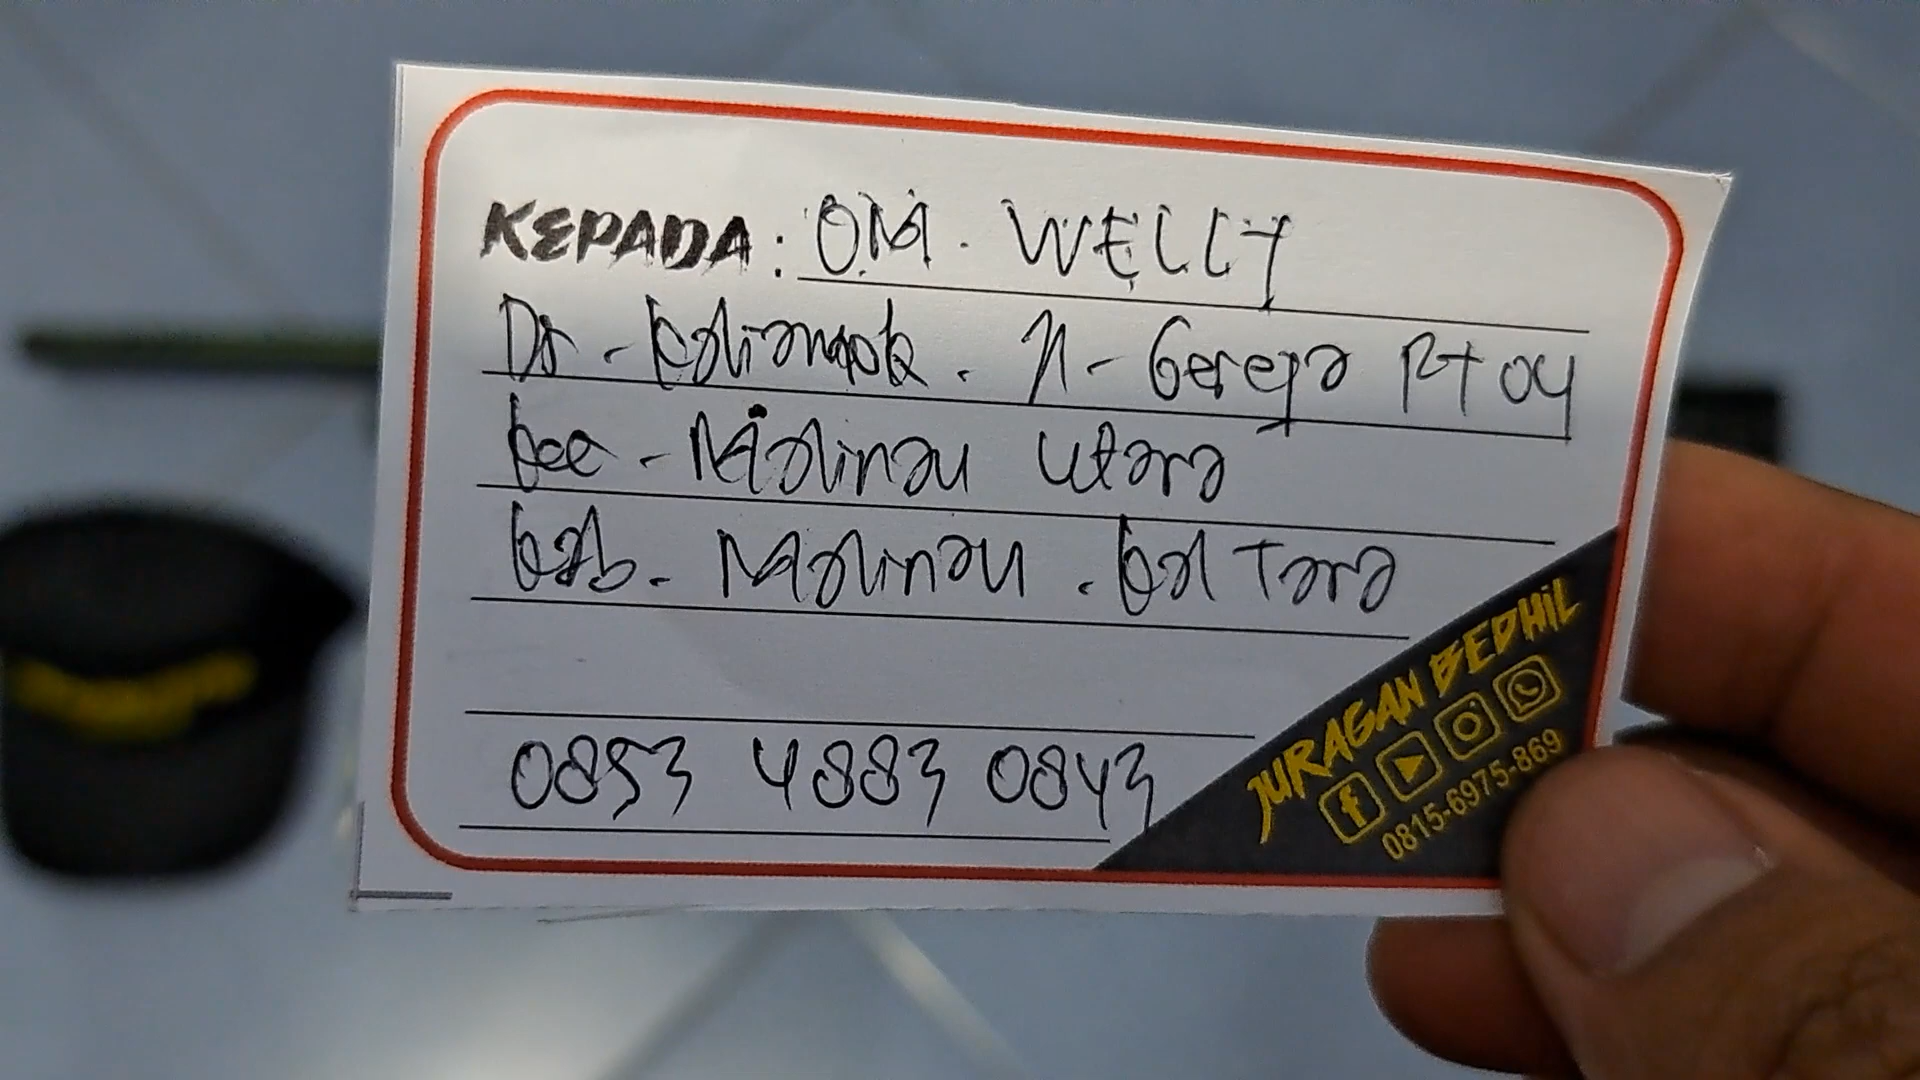 KEPADA: OM. WELLY
Ds - Kaliamok. Jl - Gereja RT 04
kec - Malinau Utara
kab. Malinau. Kal Tara
0853 4883 0843
JURAGAN BEDHIL
0815-6975-869